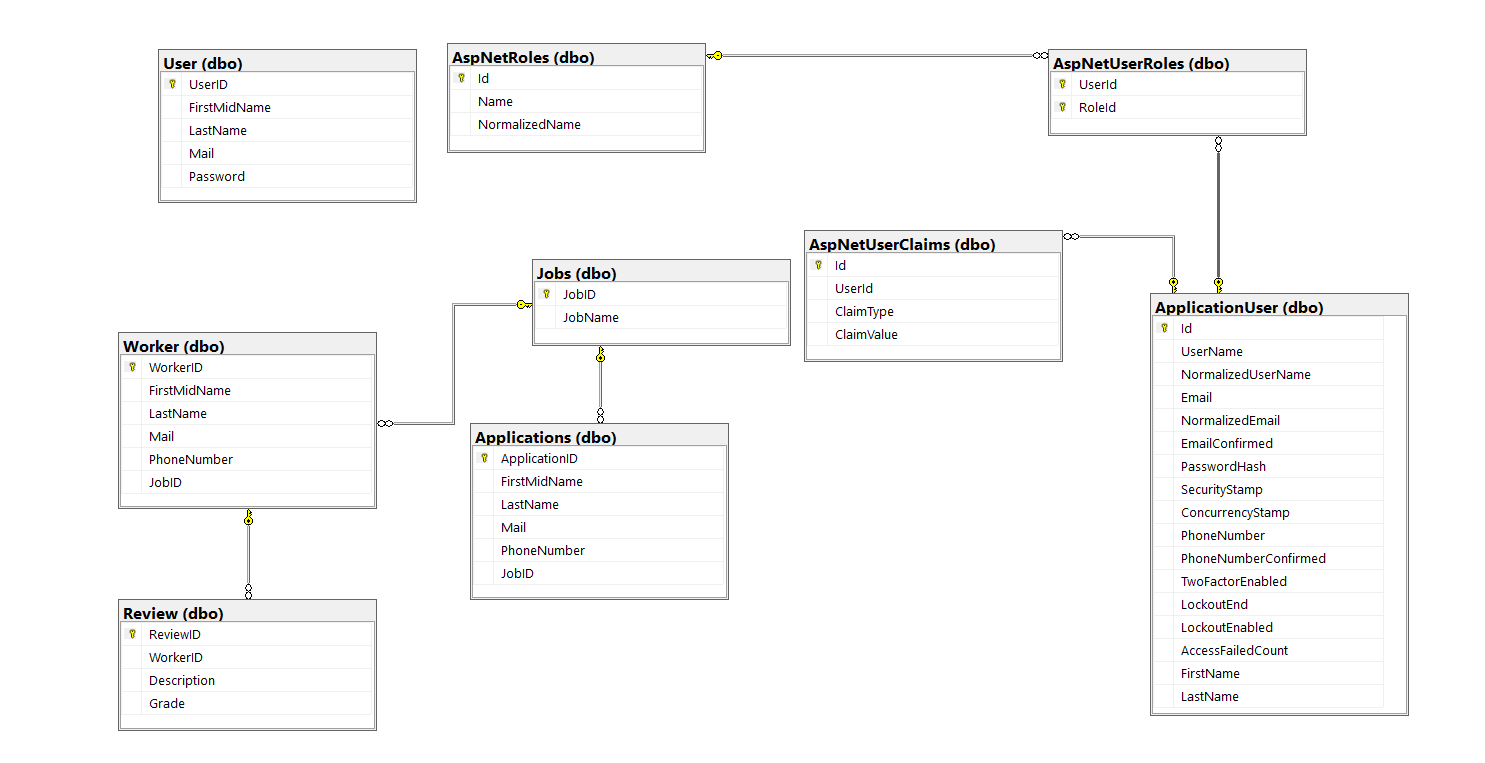 User (dbo)
UserID
FirstMidName
LastName
Mail
Password
AspNetRoles (dbo)
Id
Name
NormalizedName
AspNetUserRoles (dbo)
UserId
RoleId
AspNetUserClaims (dbo)
Id
UserId
ClaimType
ClaimValue
Jobs (dbo)
JobID
JobName
ApplicationUser (dbo)
Id
UserName
NormalizedUserName
Email
NormalizedEmail
EmailConfirmed
PasswordHash
SecurityStamp
ConcurrencyStamp
PhoneNumber
PhoneNumberConfirmed
TwoFactorEnabled
LockoutEnd
LockoutEnabled
AccessFailedCount
FirstName
LastName
Worker (dbo)
WorkerID
FirstMidName
LastName
Mail
PhoneNumber
JobID
Applications (dbo)
ApplicationID
FirstMidName
LastName
Mail
PhoneNumber
JobID
Review (dbo)
ReviewID
WorkerID
Description
Grade